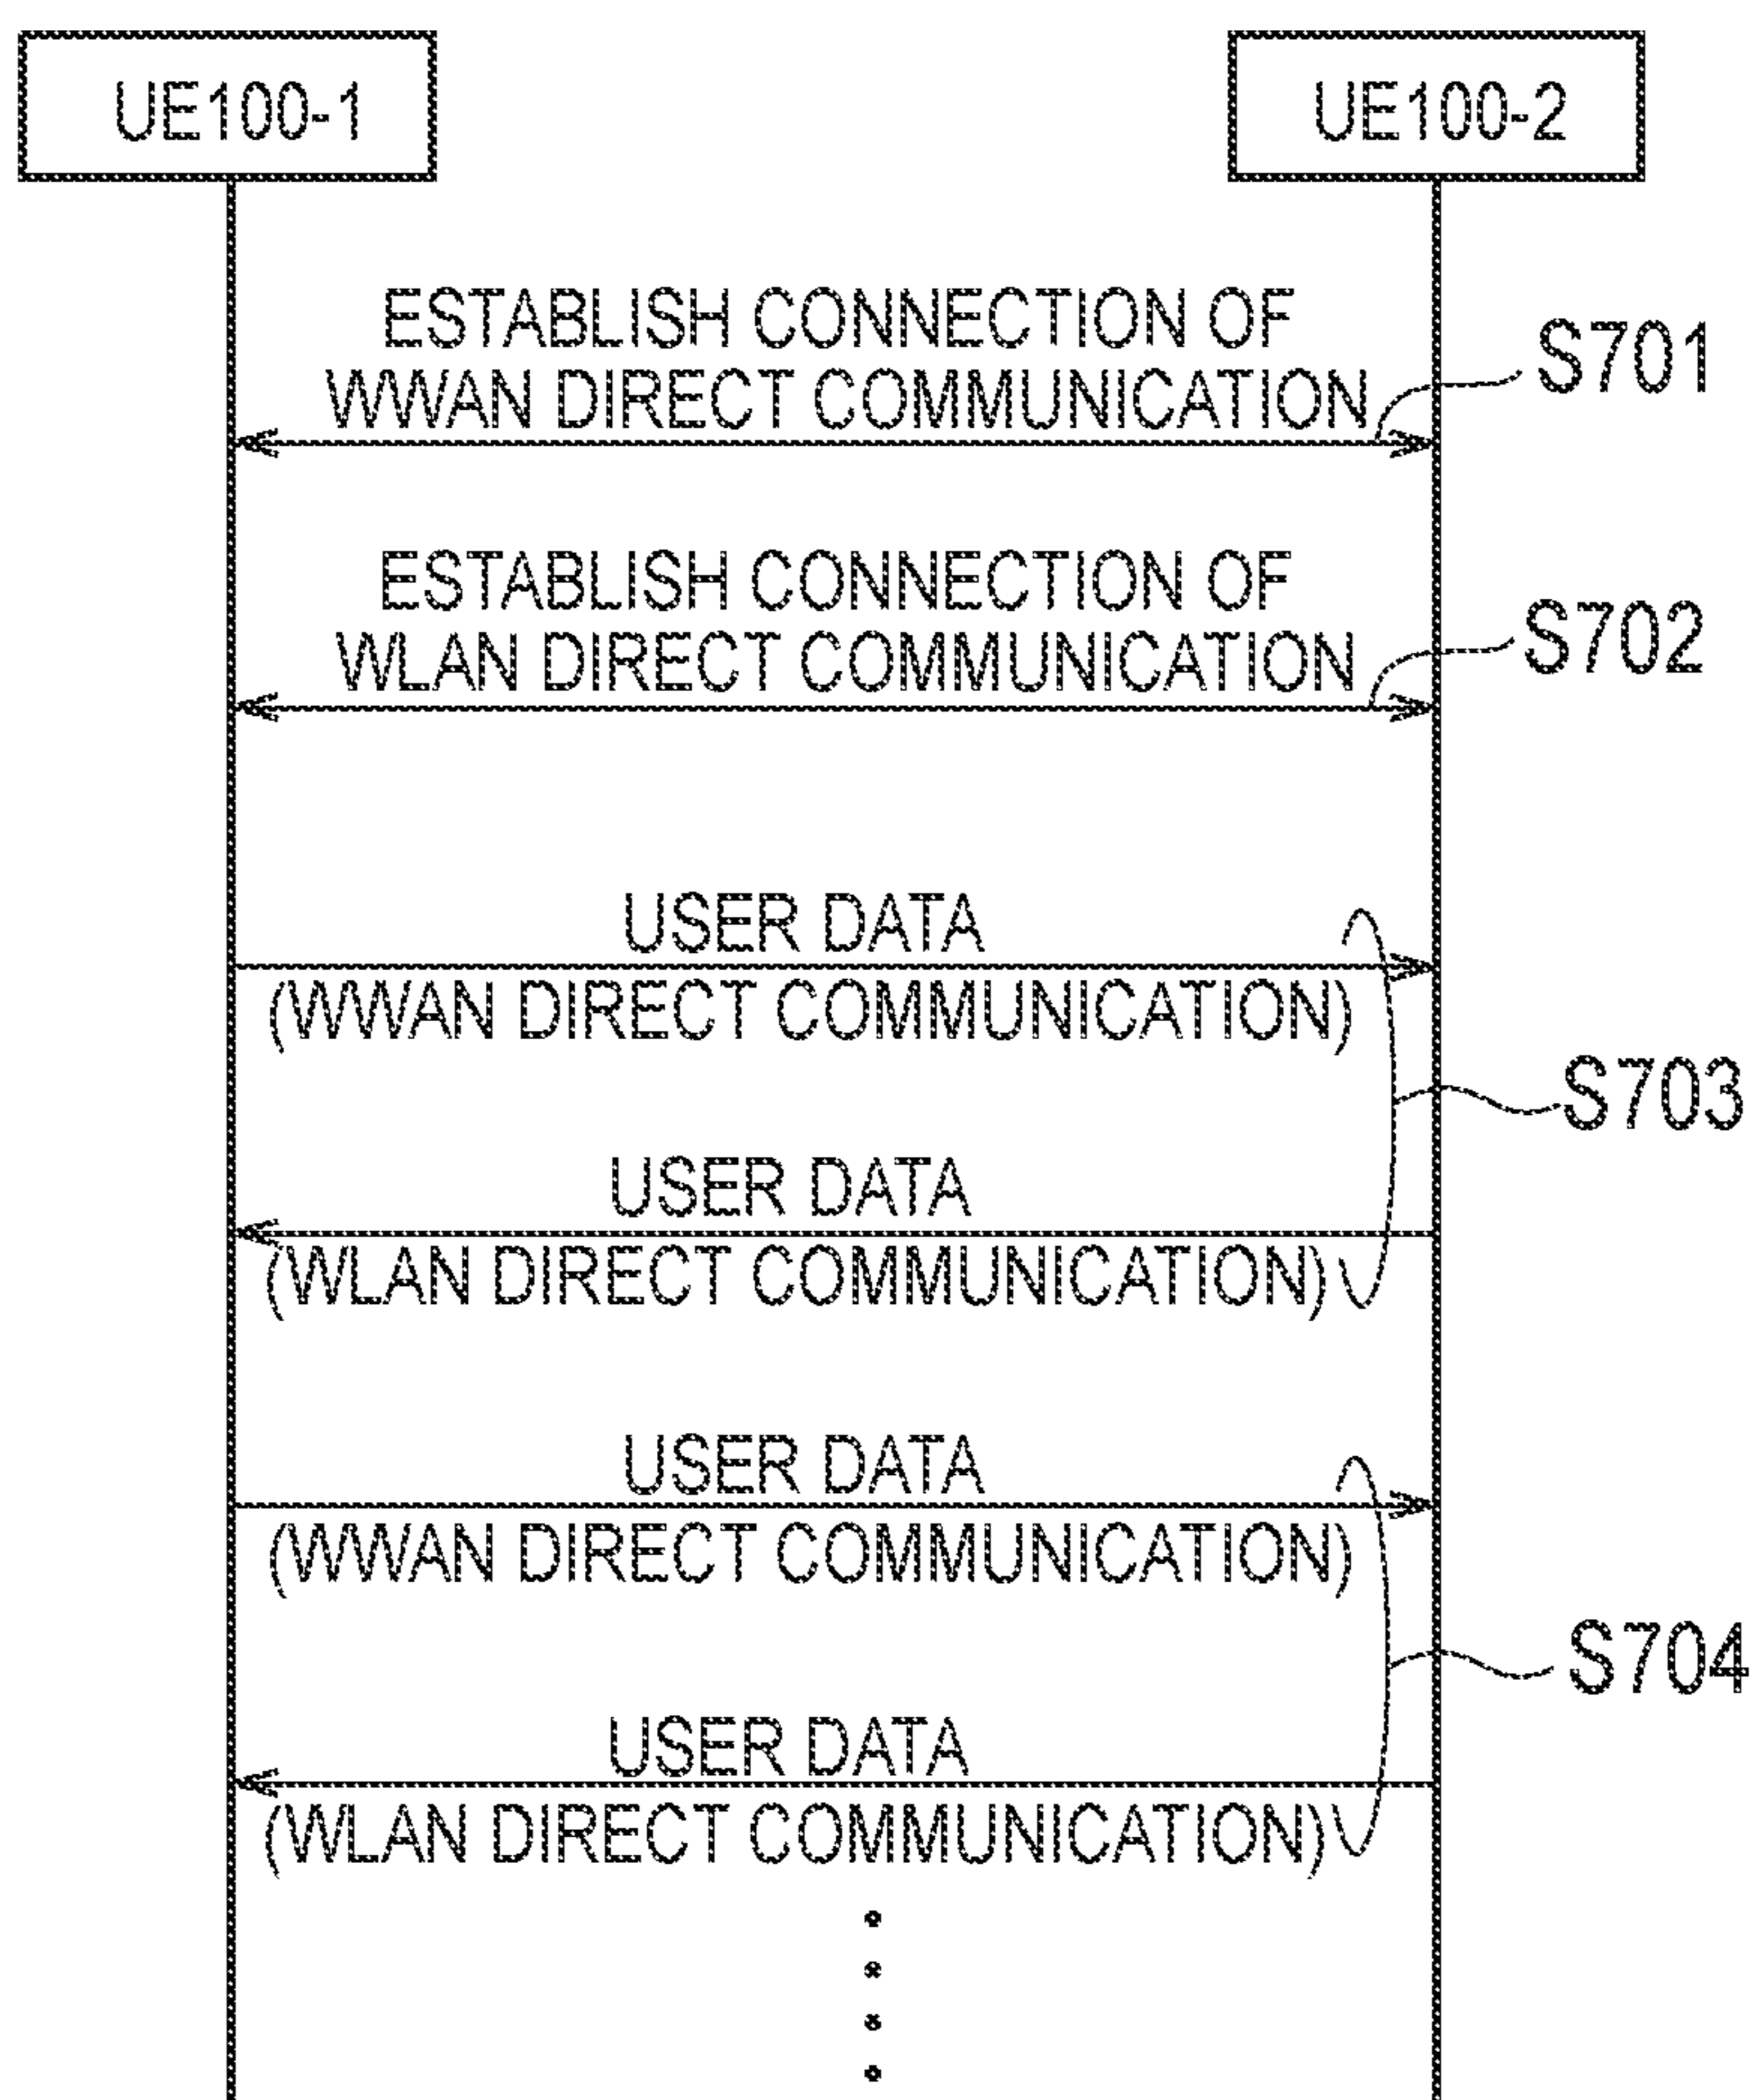 UE100-1
UE100-2
ESTABLISH CONNECTION OF
WWAN DIRECT COMMUNICATION
S701
ESTABLISH CONNECTION OF
WLAN DIRECT COMMUNICATION
S702
USER DATA
(WWAN DIRECT COMMUNICATION)
S703
USER DATA
(WLAN DIRECT COMMUNICATION)
USER DATA
(WWAN DIRECT COMMUNICATION)
S704
USER DATA
(WLAN DIRECT COMMUNICATION)